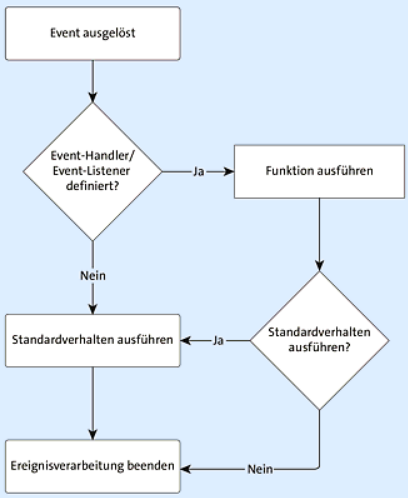 Event ausgelöst
Event-Handler/
Event-Listener
definiert?
Ja
Funktion ausführen
Nein
Standardverhalten ausführen
Ja
Standardverhalten
ausführen?
Ereignisverarbeitung beenden
Nein